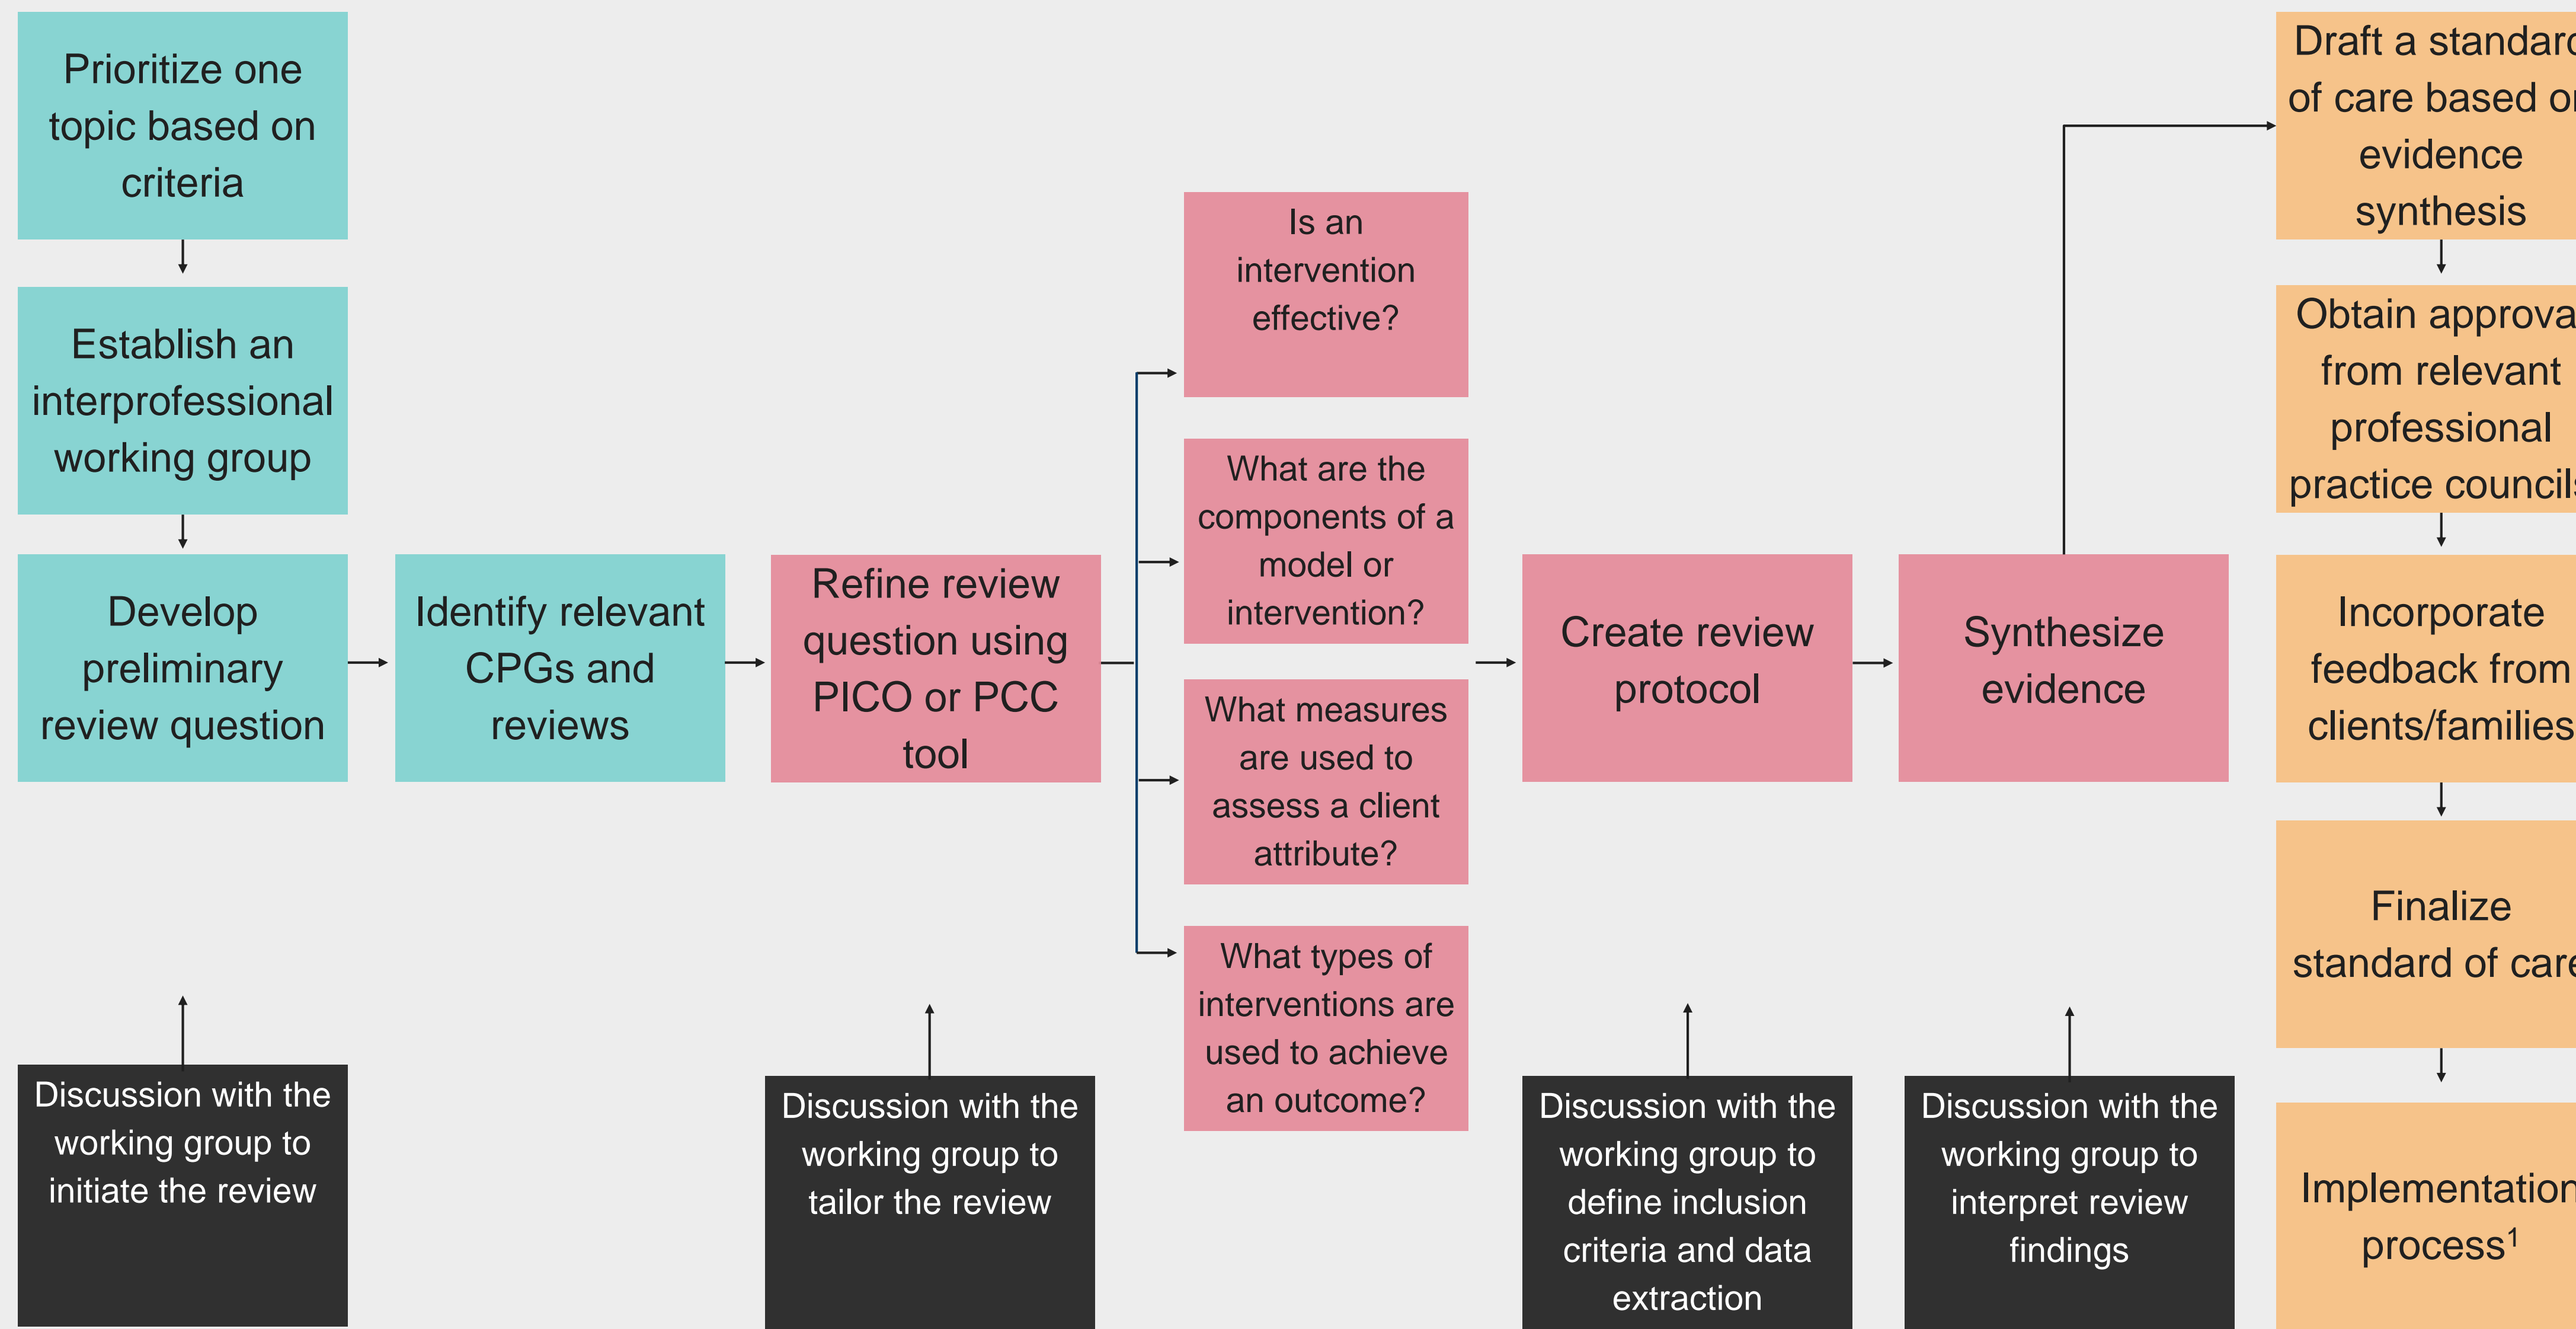 Prioritize one
topic based on
criteria
Establish an
interprofessional
working group
Develop
preliminary
review question
Identify relevant
CPGs and
reviews
Refine review
question using
PICO or PCC
tool
Is an
intervention
effective?
What are the
components of a
model or
intervention?
What measures
are used to
assess a client
attribute?
What types of
interventions are
used to achieve
an outcome?
Create review
protocol
Synthesize
evidence
Draft a standard
of care based on
evidence
synthesis
Obtain approval
from relevant
professional
practice councils
Incorporate
feedback from
clients/families
Finalize
standard of care
Implementation
process¹
Discussion with the
working group to
initiate the review
Discussion with the
working group to
tailor the review
Discussion with the
working group to
define inclusion
criteria and data
extraction
Discussion with the
working group to
interpret review
findings